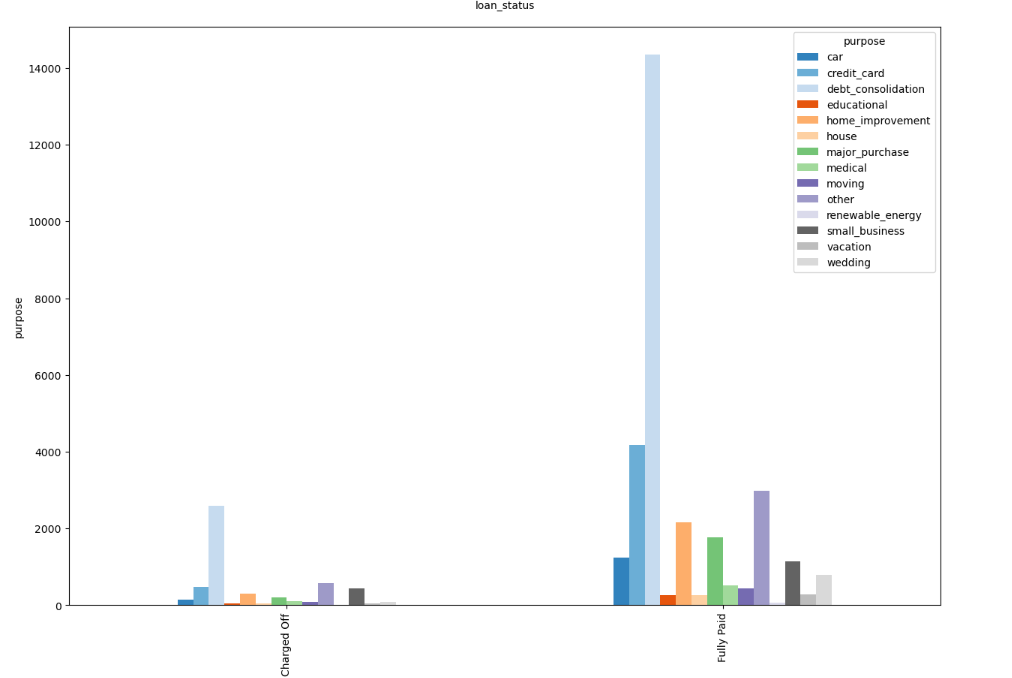 loan_status
purpose
14000
12000
10000
8000
6000
4000
2000
0
purpose
car
credit_card
debt_consolidation
educational
home_improvement
house
major_purchase
medical
moving
other
renewable_energy
small_business
vacation
wedding
Charged Off
Fully Paid